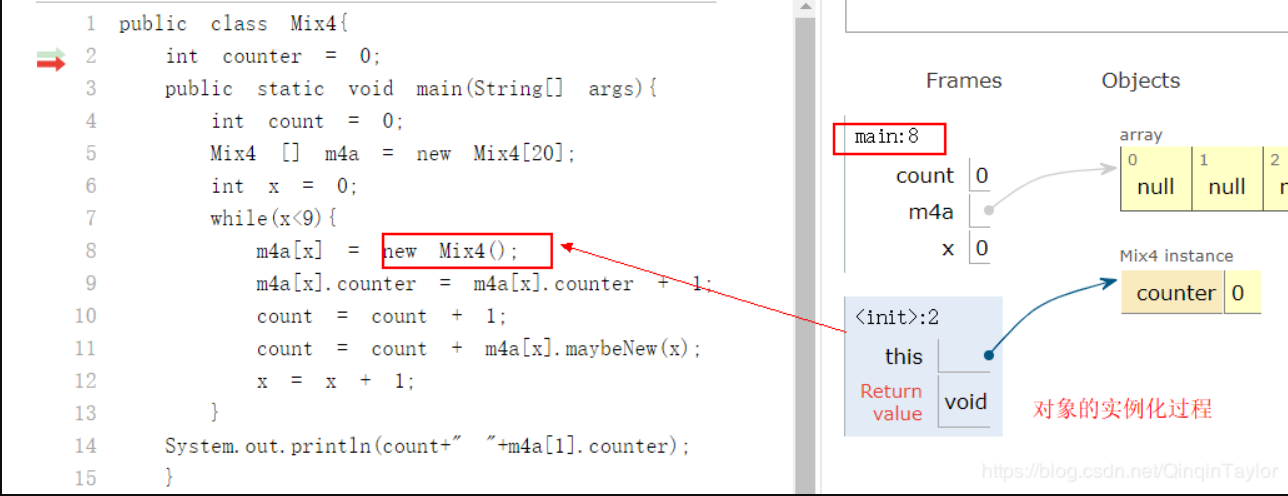 1 public class Mix4{
2 int counter = 0;
3 public static void main(String[] args){
4 int count = 0;
5 Mix4 [] m4a = new Mix4[20];
6 int x = 0;
7 while(x<9){
8 m4a[x] = new Mix4();
9 m4a[x].counter = m4a[x].counter + 1;
10 count = count + 1;
11 count = count + m4a[x].maybeNew(x);
12 x = x + 1;
13 }
14 System.out.println(count+" "+m4a[1].counter);
15 }
Frames
Objects
main:8
count 0
m4a
x 0
array
0 1 2
null null
Mix4 instance
counter 0
<init>:2
this
Return
value void
对象的实例化过程
https://blog.csdn.net/QinqinTaylor